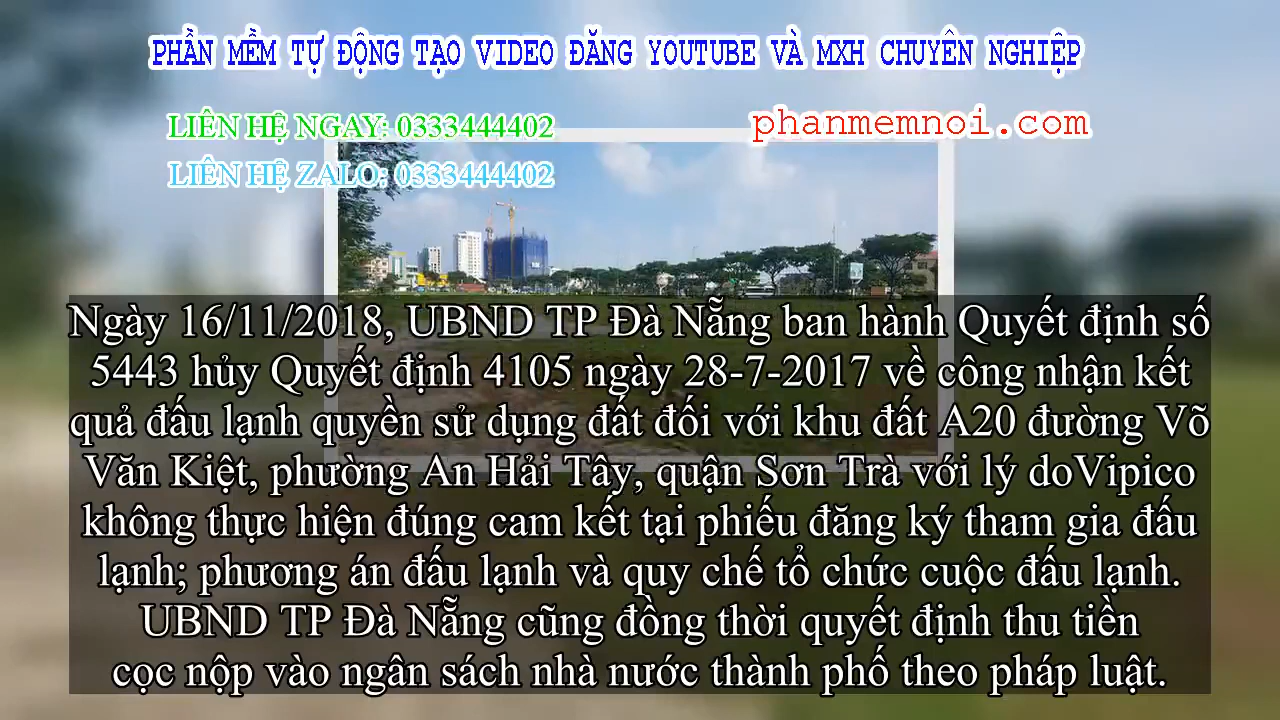 PHẦN MỀM TỰ ĐỘNG TẠO VIDEO ĐĂNG YOUTUBE VÀ MXH CHUYÊN NGHIỆP
LIÊN HỆ NGAY: 0333444402
phanmemnoi.com
LIÊN HỆ ZALO: 0333444402
Ngày 16/11/2018, UBND TP Đà Nẵng ban hành Quyết định số
5443 hủy Quyết định 4105 ngày 28-7-2017 về công nhận kết
quả đấu lạnh quyền sử dụng đất đối với khu đất A20 đường Võ
Văn Kiệt, phường An Hải Tây, quận Sơn Trà với lý doVipico
không thực hiện đúng cam kết tại phiếu đăng ký tham gia đấu
lạnh; phương án đấu lạnh và quy chế tổ chức cuộc đấu lạnh.
UBND TP Đà Nẵng cũng đồng thời quyết định thu tiền
cọc nộp vào ngân sách nhà nước thành phố theo pháp luật.